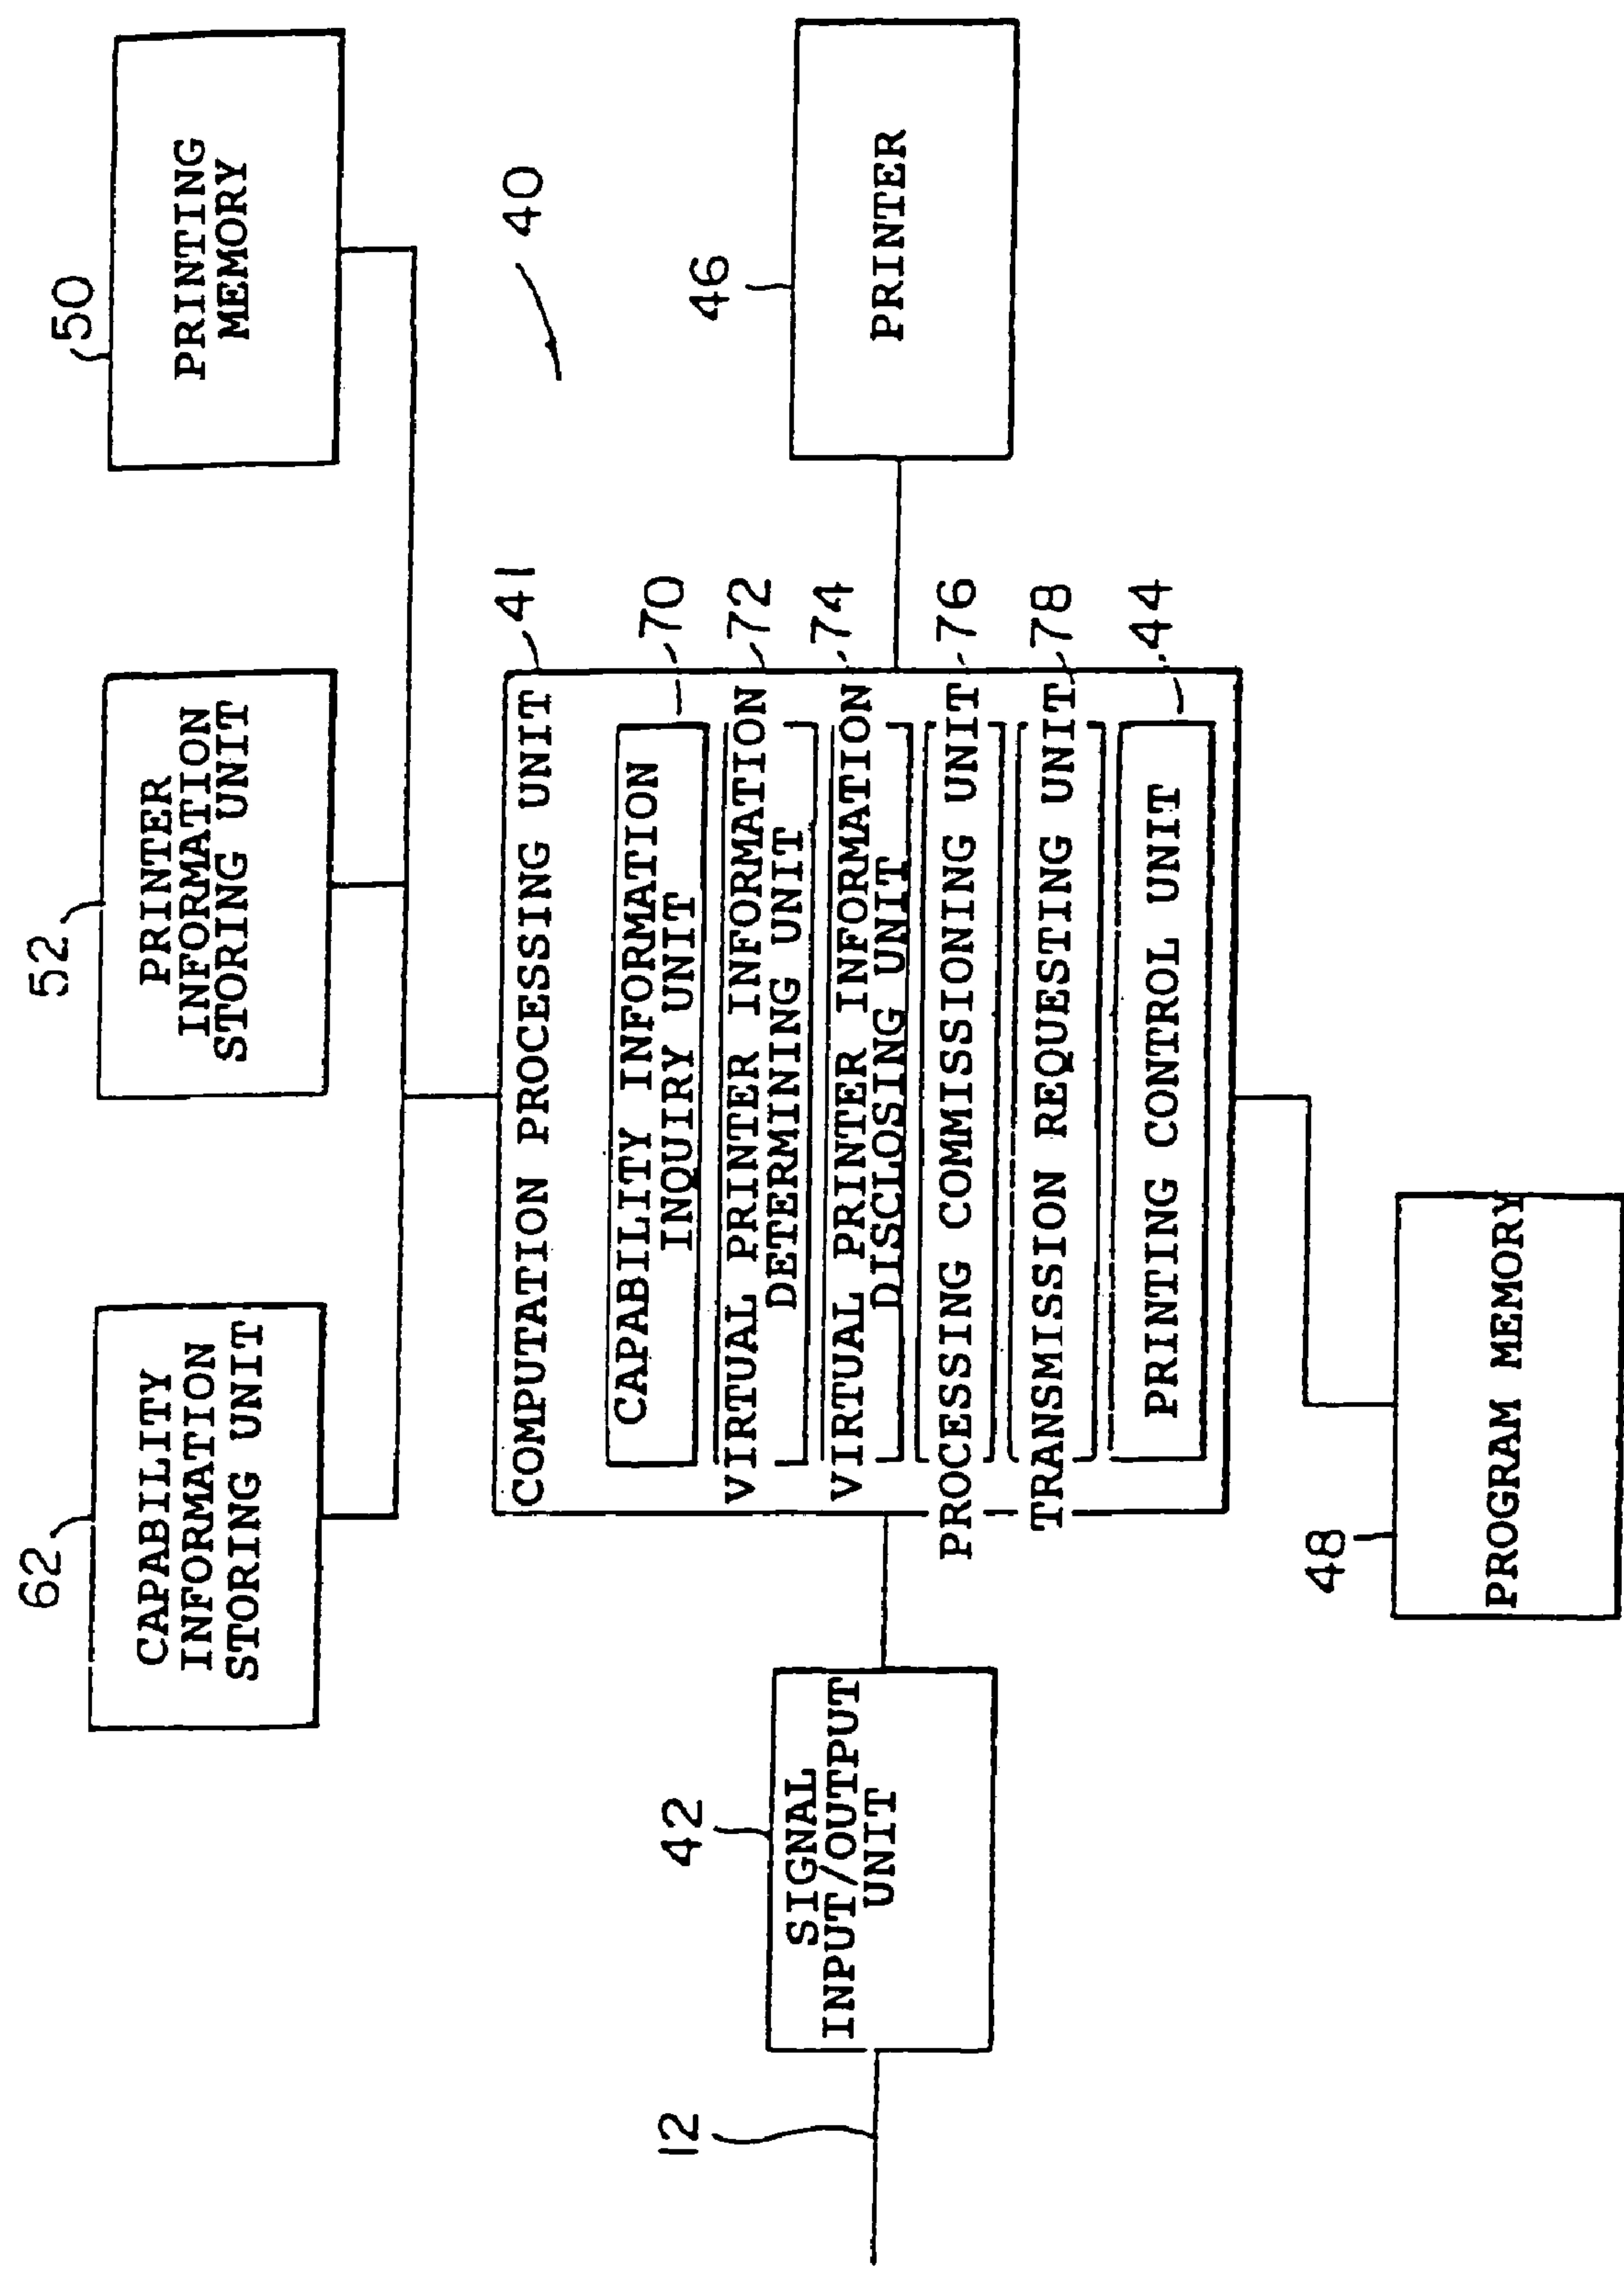 62
CAPABILITY
INFORMATION
STORING UNIT
52
PRINTER
INFORMATION
STORING UNIT
50
PRINTING
MEMORY
40
12
42
SIGNAL
INPUT/OUTPUT
UNIT
41
COMPUTATION PROCESSING UNIT
70
CAPABILITY INFORMATION
INQUIRY UNIT
72
VIRTUAL PRINTER INFORMATION
DETERMINING UNIT
74
VIRTUAL PRINTER INFORMATION
DISCLOSING UNIT
76
PROCESSING COMMISSIONING UNIT
78
TRANSMISSION REQUESTING UNIT
44
PRINTING CONTROL UNIT
46
PRINTER
48
PROGRAM MEMORY